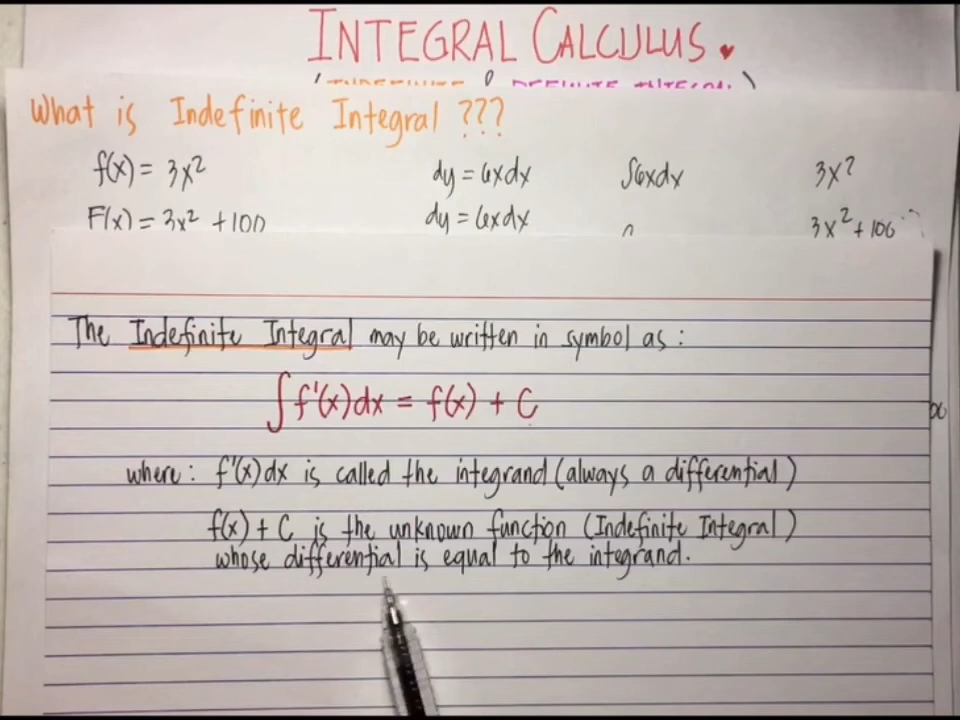 INTEGRAL CALCULUS.
What is Indefinite Integral ???
f(x) = 3x² dy = 6xdx ∫6xdx 3x²
F(x) = 3x² + 100 dy = 6xdx 3x² + 100
The Indefinite Integral may be written in symbol as :
∫f'(x)dx = f(x) + C
where : f'(x)dx is called the integrand (always a differential)
f(x) + C is the unknown function (Indefinite Integral)
whose differential is equal to the integrand.